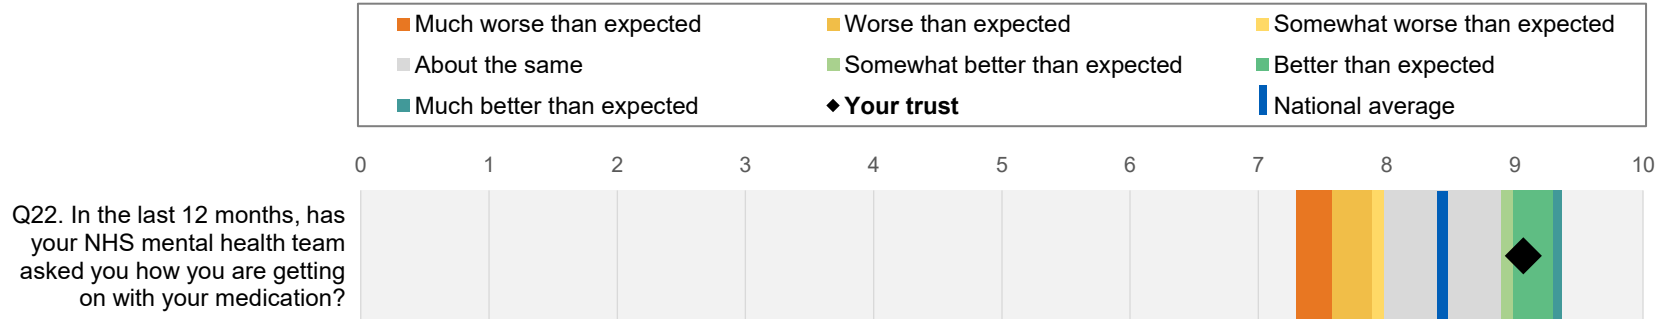 Much worse than expected
Worse than expected
Somewhat worse than expected
About the same
Somewhat better than expected
Better than expected
Much better than expected
Your trust
National average
0 1 2 3 4 5 6 7 8 9 10
Q22. In the last 12 months, has
your NHS mental health team
asked you how you are getting
on with your medication?